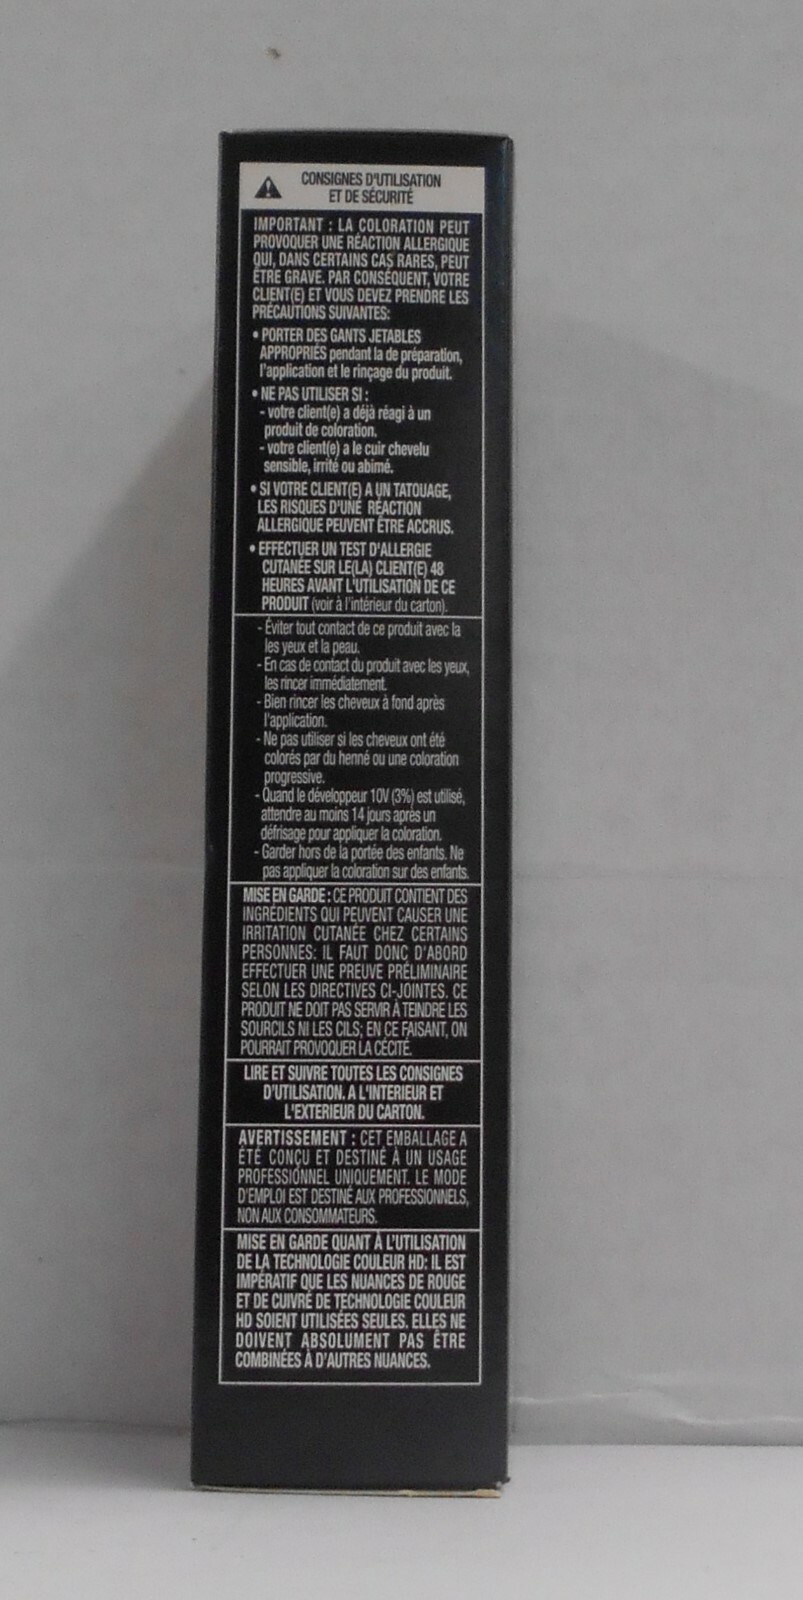 CONSIGNES D'UTILISATION
ET DE SÉCURITÉ
IMPORTANT : LA COLORATION PEUT
PROVOQUER UNE RÉACTION ALLERGIQUE
QUI, DANS CERTAINS CAS RARES, PEUT
ÊTRE GRAVE. PAR CONSÉQUENT, VOTRE
CLIENT(E) ET VOUS DEVEZ PRENDRE LES
PRÉCAUTIONS SUIVANTES:
• PORTER DES GANTS JETABLES
APPROPRIÉS pendant la de préparation,
l'application et le rinçage du produit.
• NE PAS UTILISER SI :
- votre client(e) a déjà réagi à un
produit de coloration.
- votre client(e) a le cuir chevelu
sensible, irrité ou abimé.
• SI VOTRE CLIENT(E) A UN TATOUAGE,
LES RISQUES D'UNE RÉACTION
ALLERGIQUE PEUVENT ÊTRE ACCRUS.
• EFFECTUER UN TEST D'ALLERGIE
CUTANÉE SUR LE(LA) CLIENT(E) 48
HEURES AVANT L'UTILISATION DE CE
PRODUIT (voir à l'intérieur du carton).
- Éviter tout contact de ce produit avec la
les yeux et la peau.
- En cas de contact du produit avec les yeux,
les rincer immédiatement.
- Bien rincer les cheveux à fond après
l'application.
- Ne pas utiliser si les cheveux ont été
colorés par du henné ou une coloration
progressive.
- Quand le développeur 10V (3%) est utilisé,
attendre au moins 14 jours après un
défrisage pour appliquer la coloration.
- Garder hors de la portée des enfants. Ne
pas appliquer la coloration sur des enfants.
MISE EN GARDE : CE PRODUIT CONTIENT DES
INGRÉDIENTS QUI PEUVENT CAUSER UNE
IRRITATION CUTANÉE CHEZ CERTAINS
PERSONNES: IL FAUT DONC D'ABORD
EFFECTUER UNE PREUVE PRÉLIMINAIRE
SELON LES DIRECTIVES CI-JOINTES. CE
PRODUIT NE DOIT PAS SERVIR À TEINDRE LES
SOURCILS NI LES CILS; EN CE FAISANT, ON
POURRAIT PROVOQUER LA CÉCITÉ.
LIRE ET SUIVRE TOUTES LES CONSIGNES
D'UTILISATION. A L'INTERIEUR ET
L'EXTERIEUR DU CARTON.
AVERTISSEMENT : CET EMBALLAGE A
ÉTÉ CONÇU ET DESTINÉ À UN USAGE
PROFESSIONNEL UNIQUEMENT. LE MODE
D'EMPLOI EST DESTINÉ AUX PROFESSIONNELS,
NON AUX CONSOMMATEURS.
MISE EN GARDE QUANT À L'UTILISATION
DE LA TECHNOLOGIE COULEUR HD: IL EST
IMPÉRATIF QUE LES NUANCES DE ROUGE
ET DE CUIVRÉ DE TECHNOLOGIE COULEUR
HD SOIENT UTILISÉES SEULES. ELLES NE
DOIVENT ABSOLUMENT PAS ÊTRE
COMBINÉES À D'AUTRES NUANCES.